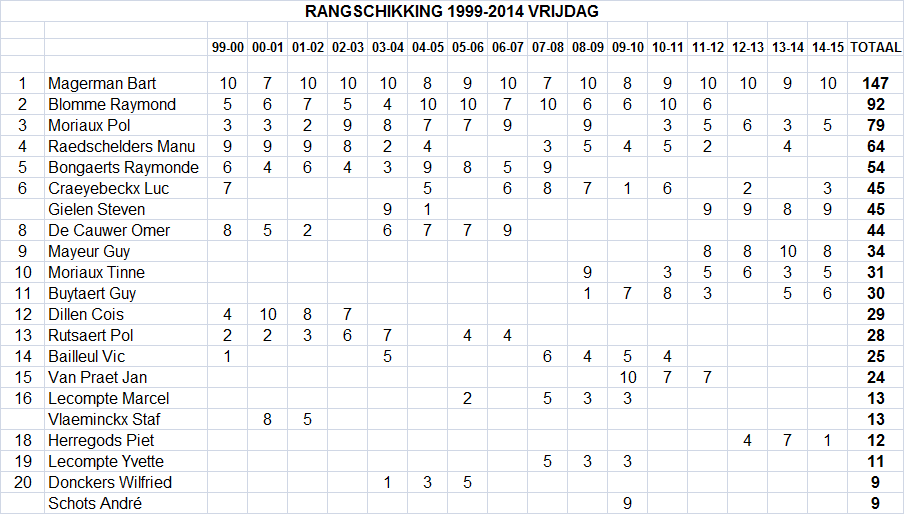 RANGSCHIKKING 1999-2014 VRIJDAG
99-00 00-01 01-02 02-03 03-04 04-05 05-06 06-07 07-08 08-09 09-10 10-11 11-12 12-13 13-14 14-15 TOTAAL
1 Magerman Bart 10 7 10 10 10 8 9 10 7 10 8 9 10 10 9 10 147
2 Blomme Raymond 5 6 7 5 4 10 10 7 10 6 6 10 6 92
3 Moriaux Pol 3 3 2 9 8 7 7 9 9 3 5 6 3 5 79
4 Raedschelders Manu 9 9 9 8 2 4 3 5 4 5 2 4 64
5 Bongaerts Raymonde 6 4 6 4 3 9 8 5 9 54
6 Craeyebeckx Luc 7 5 6 8 7 1 6 2 3 45
Gielen Steven 9 1 9 9 8 9 45
8 De Cauwer Omer 8 5 2 6 7 7 9 44
9 Mayeur Guy 8 8 10 8 34
10 Moriaux Tinne 9 3 5 6 3 5 31
11 Buytaert Guy 1 7 8 3 5 6 30
12 Dillen Cois 4 10 8 7 29
13 Rutsaert Pol 2 2 3 6 7 4 4 28
14 Bailleul Vic 1 5 6 4 5 4 25
15 Van Praet Jan 10 7 7 24
16 Lecompte Marcel 2 5 3 3 13
Vlaeminckx Staf 8 5 13
18 Herregods Piet 4 7 1 12
19 Lecompte Yvette 5 3 3 11
20 Donckers Wilfried 1 3 5 9
Schots André 9 9